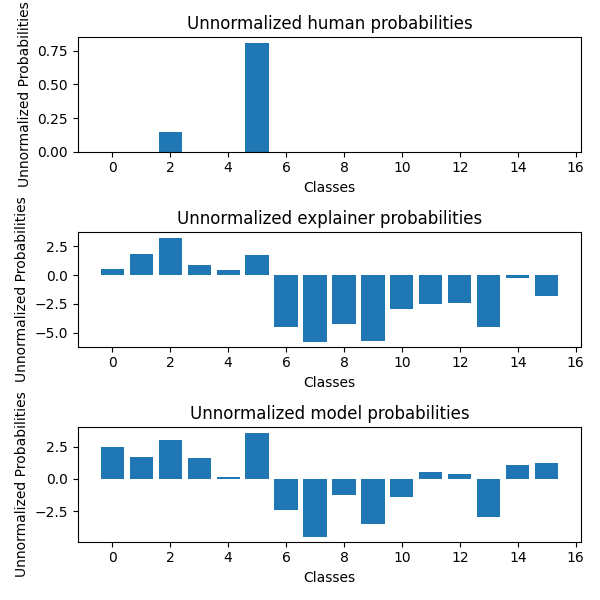 Unnormalized human probabilities
Unnormalized Probabilities
0.75
0.50
0.25
0.00
0 2 4 6 8 10 12 14 16
Classes
Unnormalized explainer probabilities
Unnormalized Probabilities
2.5
0.0
−2.5
−5.0
0 2 4 6 8 10 12 14 16
Classes
Unnormalized model probabilities
Unnormalized Probabilities
2.5
0.0
−2.5
0 2 4 6 8 10 12 14 16
Classes